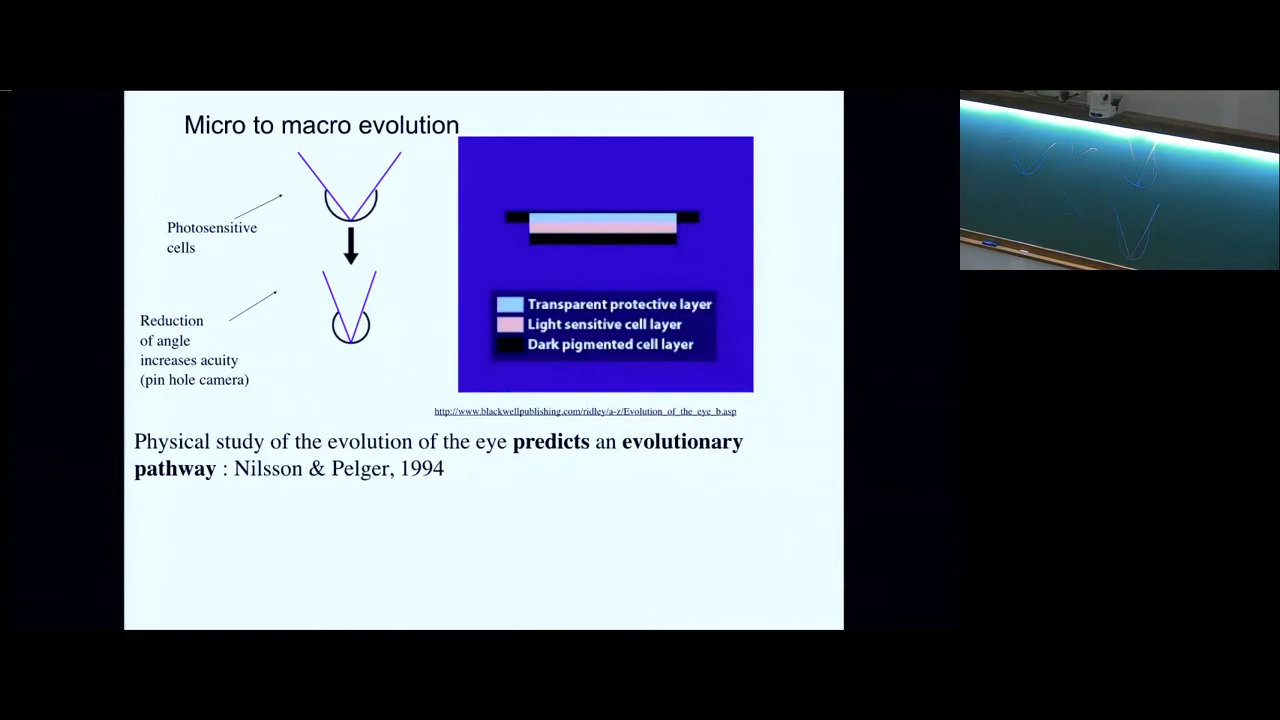 Micro to macro evolution
Photosensitive
cells
Reduction
of angle
increases acuity
(pin hole camera)
Transparent protective layer
Light sensitive cell layer
Dark pigmented cell layer
http://www.blackwellpublishing.com/ridley/a-z/Evolution_of_the_eye_b.asp
Physical study of the evolution of the eye predicts an evolutionary
pathway : Nilsson & Pelger, 1994